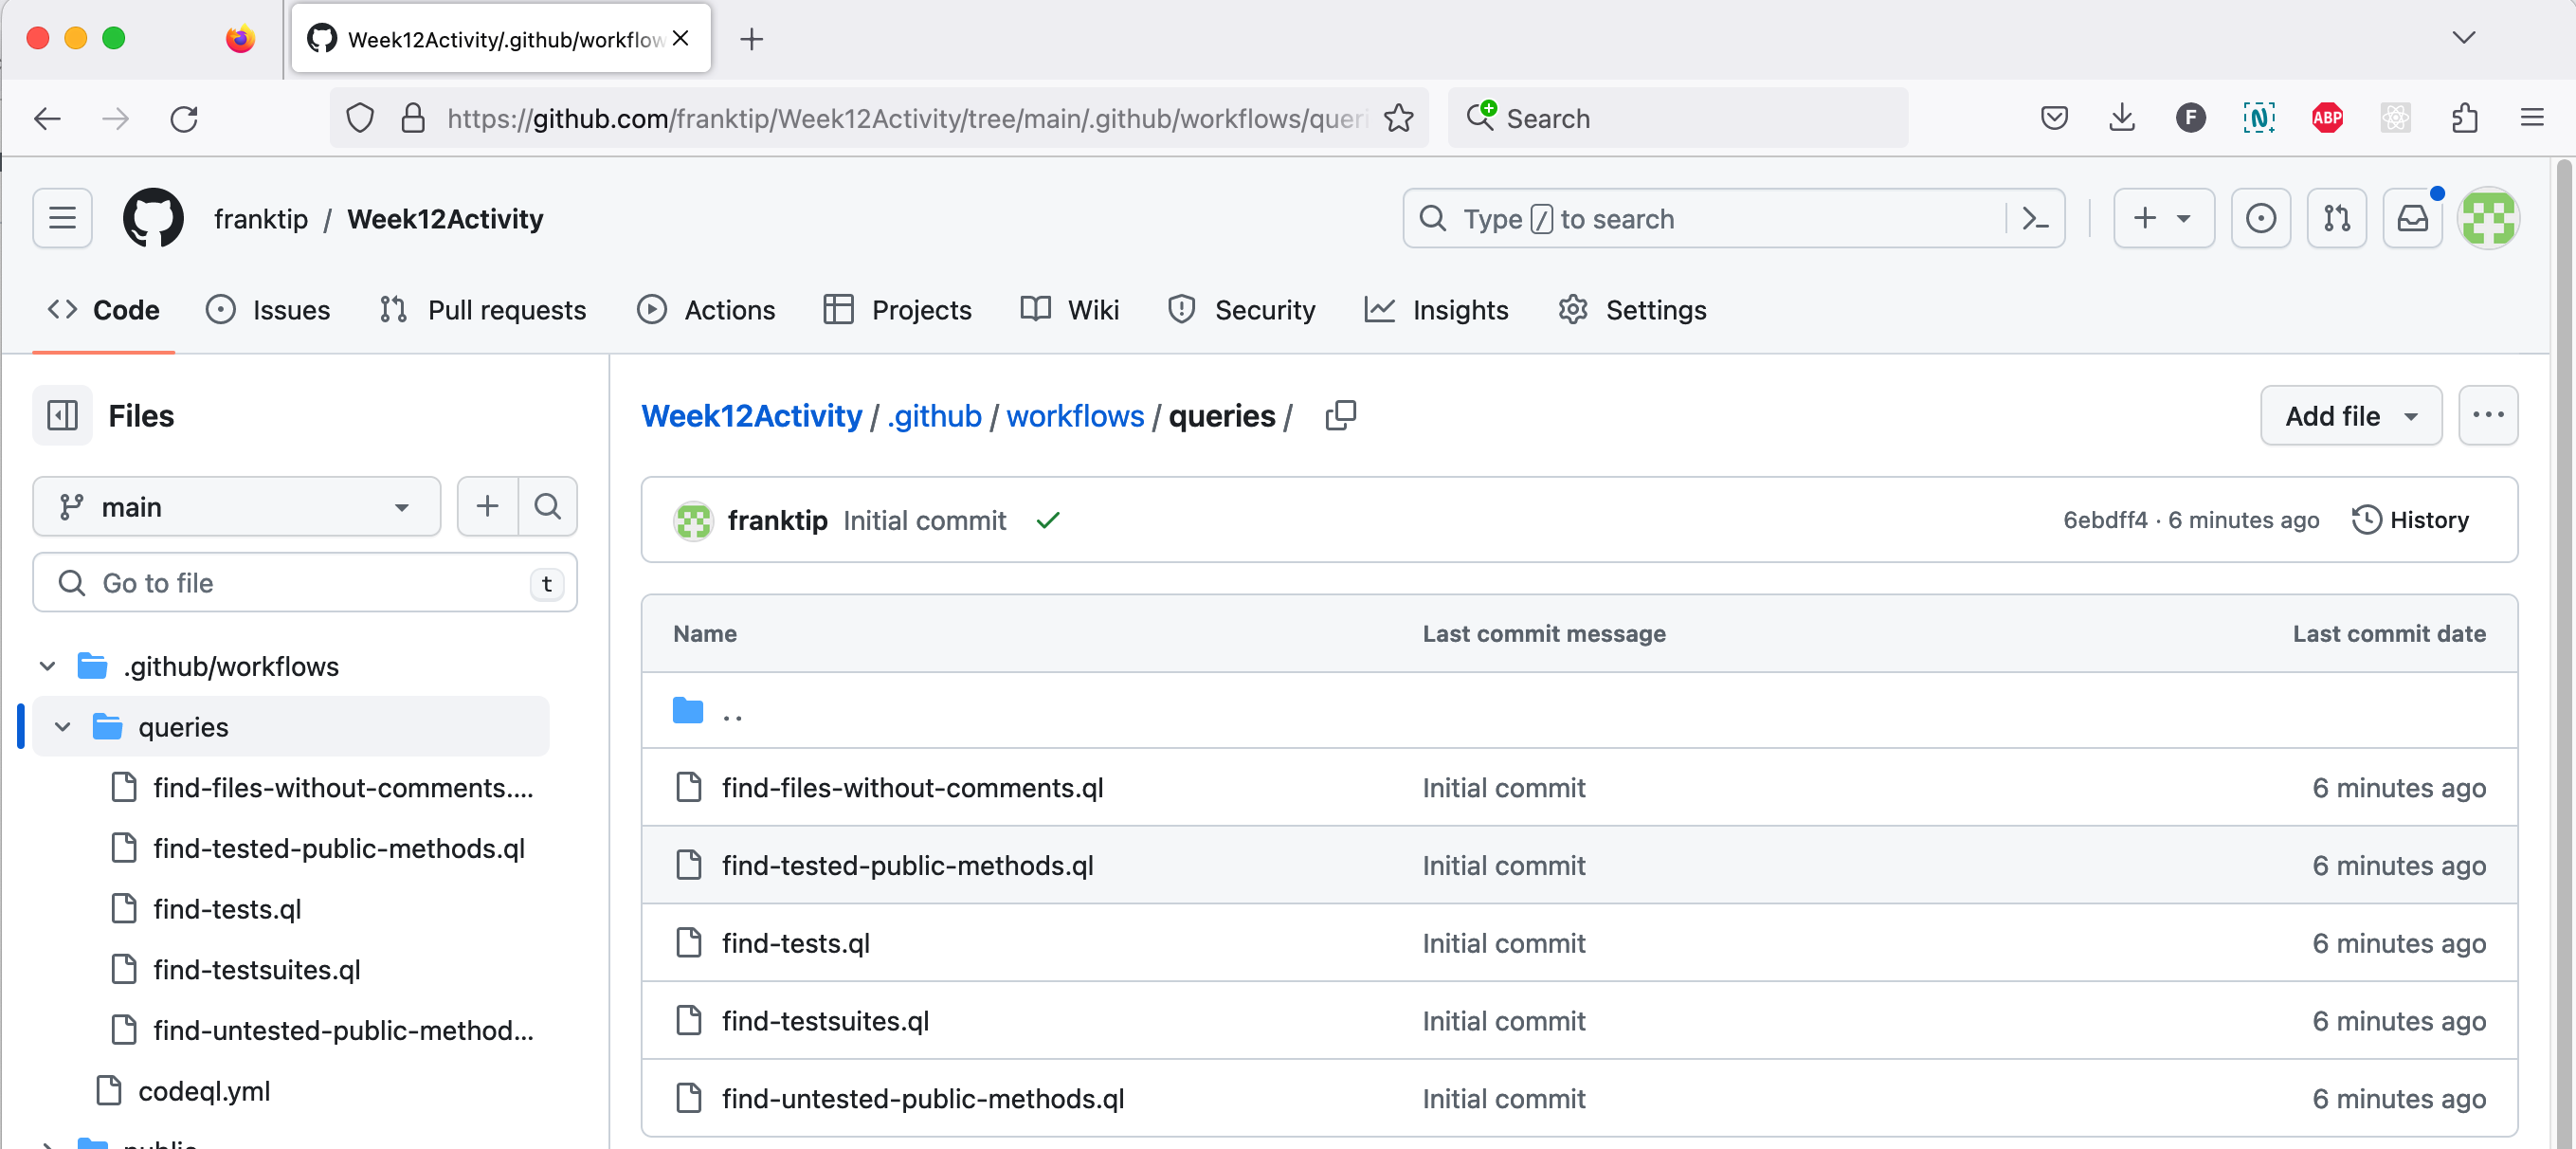 Week12Activity/.github/workflow
https://github.com/franktip/Week12Activity/tree/main/.github/workflows/queri
Search
F
N
ABP
franktip / Week12Activity
Type / to search
Code
Issues
Pull requests
Actions
Projects
Wiki
Security
Insights
Settings
Files
main
Go to file
t
.github/workflows
queries
find-files-without-comments....
find-tested-public-methods.ql
find-tests.ql
find-testsuites.ql
find-untested-public-method...
codeql.yml
public
Week12Activity / .github / workflows / queries /
Add file
franktip Initial commit
6ebdff4 · 6 minutes ago
History
Name Last commit message Last commit date
..
find-files-without-comments.ql Initial commit 6 minutes ago
find-tested-public-methods.ql Initial commit 6 minutes ago
find-tests.ql Initial commit 6 minutes ago
find-testsuites.ql Initial commit 6 minutes ago
find-untested-public-methods.ql Initial commit 6 minutes ago